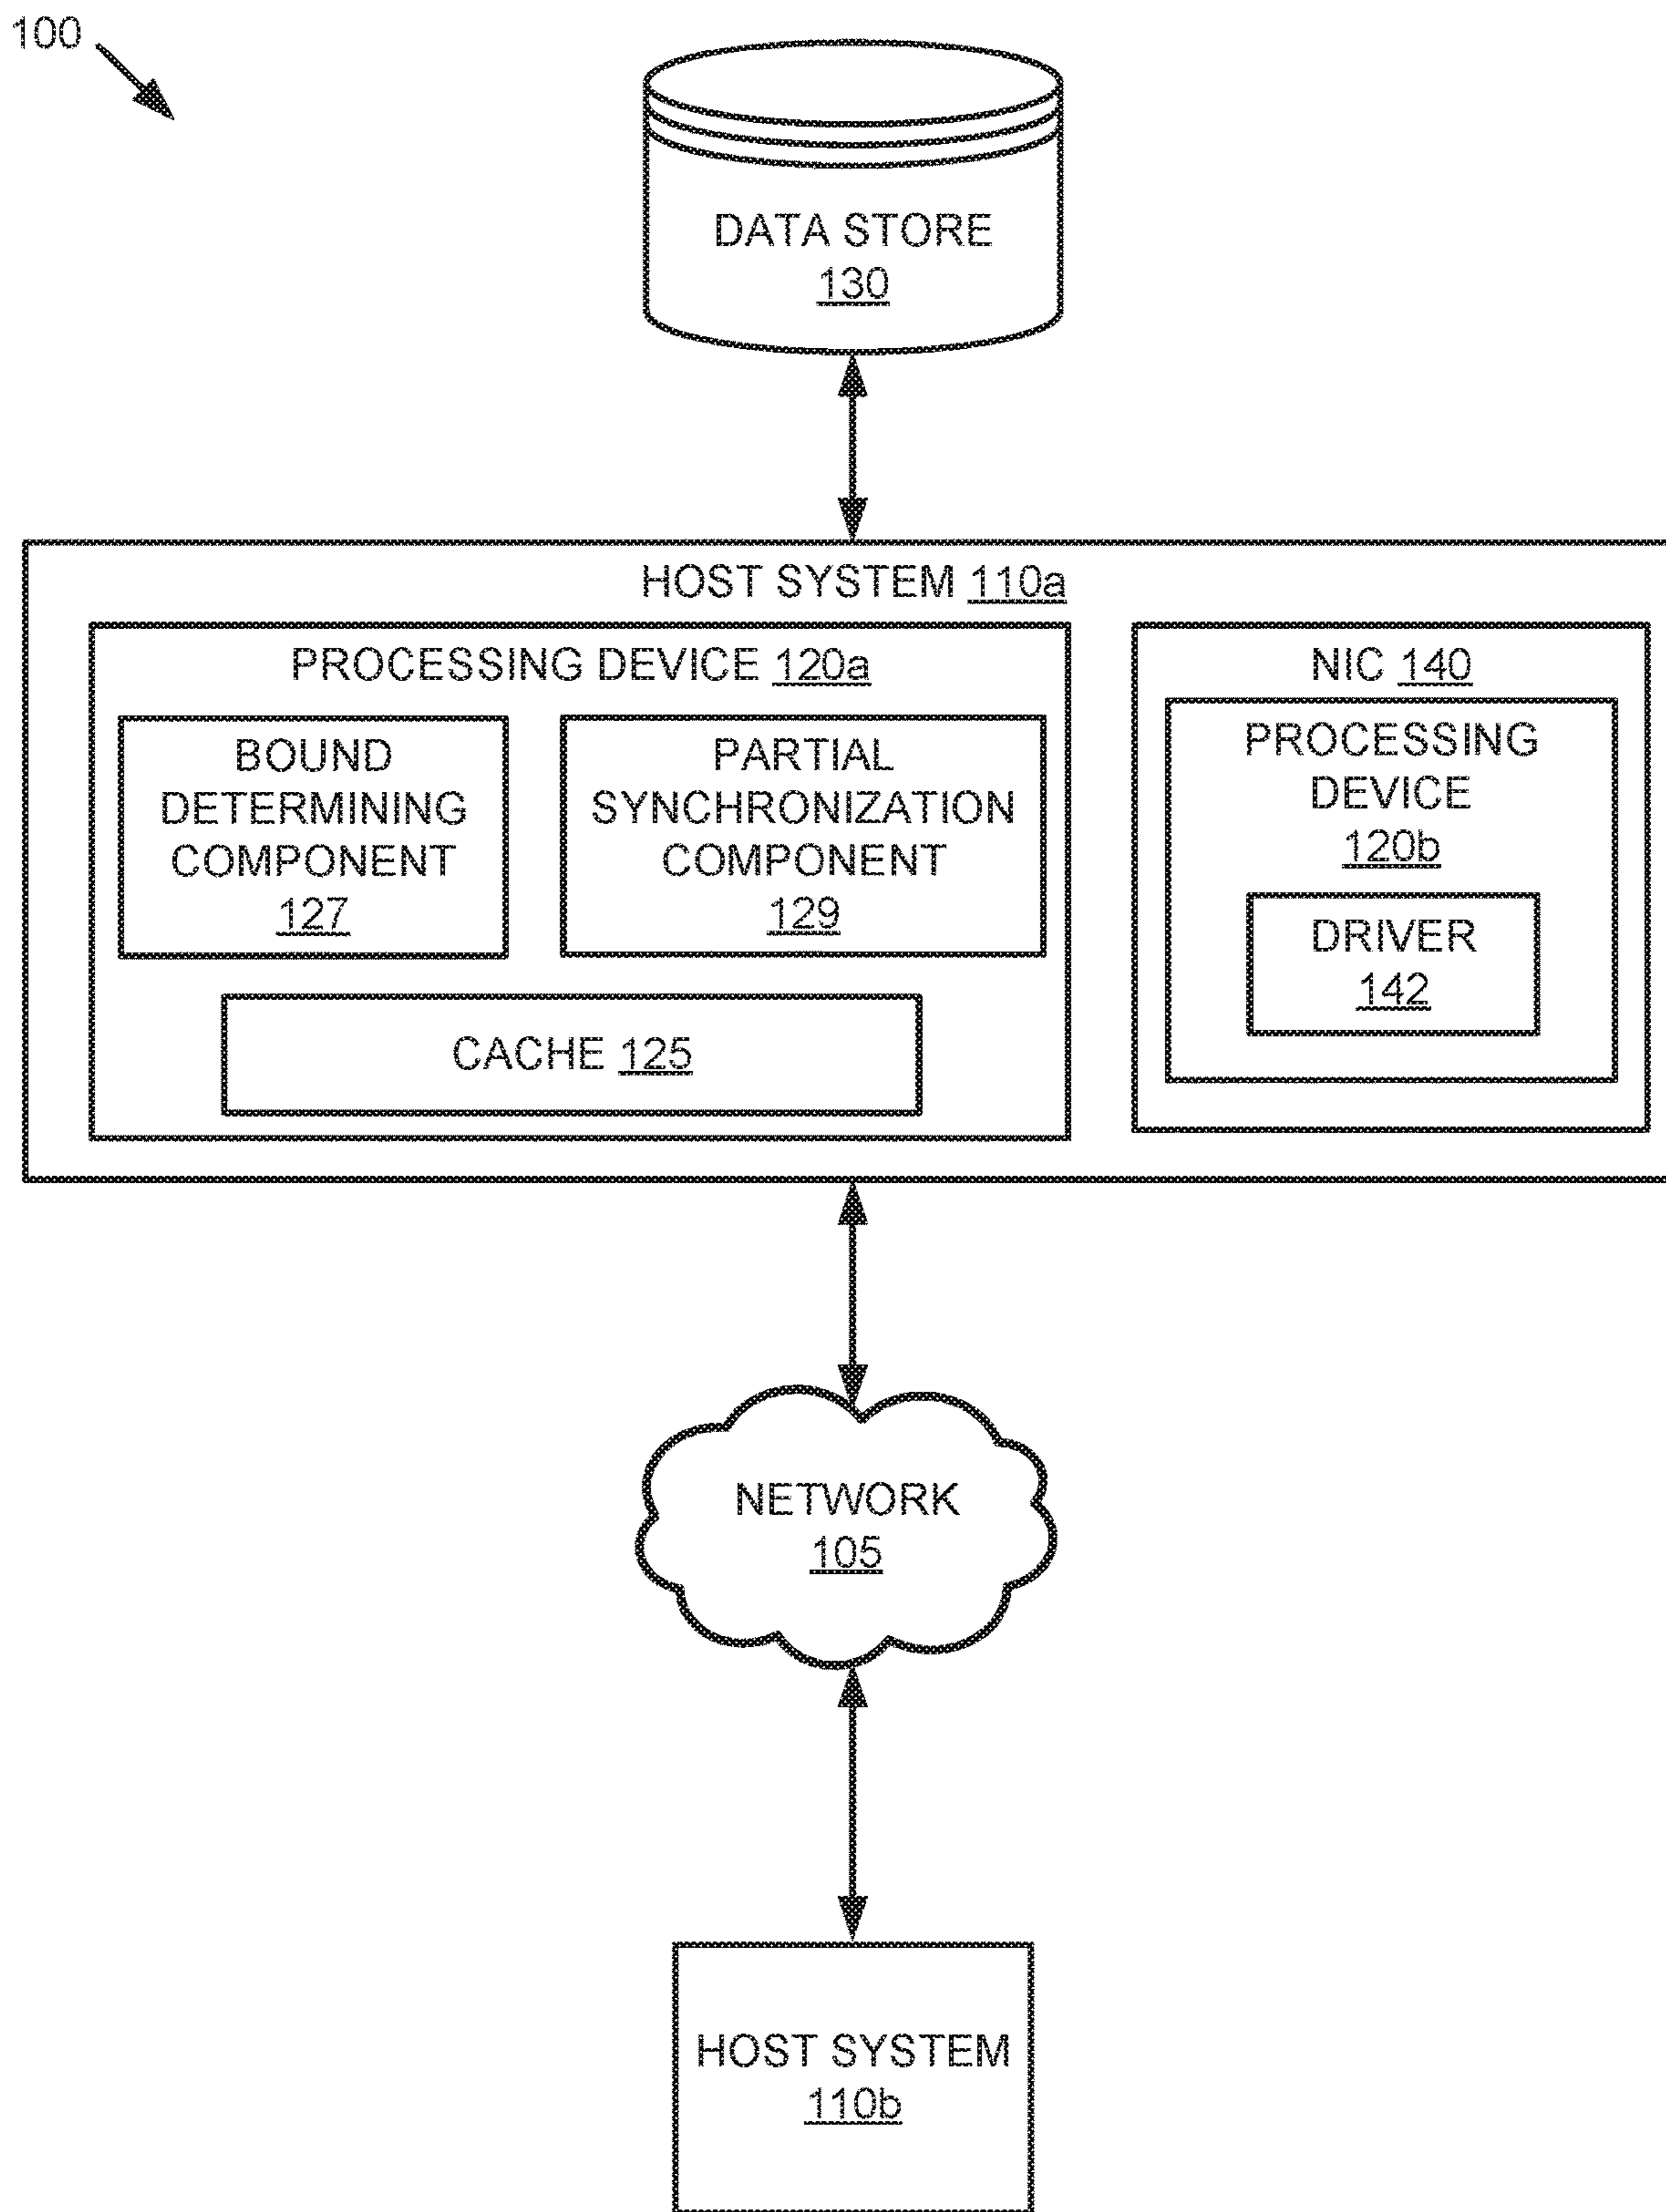 100
DATA STORE
130
HOST SYSTEM 110a
PROCESSING DEVICE 120a
BOUND
DETERMINING
COMPONENT
127
PARTIAL
SYNCHRONIZATION
COMPONENT
129
CACHE 125
NIC 140
PROCESSING
DEVICE
120b
DRIVER
142
NETWORK
105
HOST SYSTEM
110b